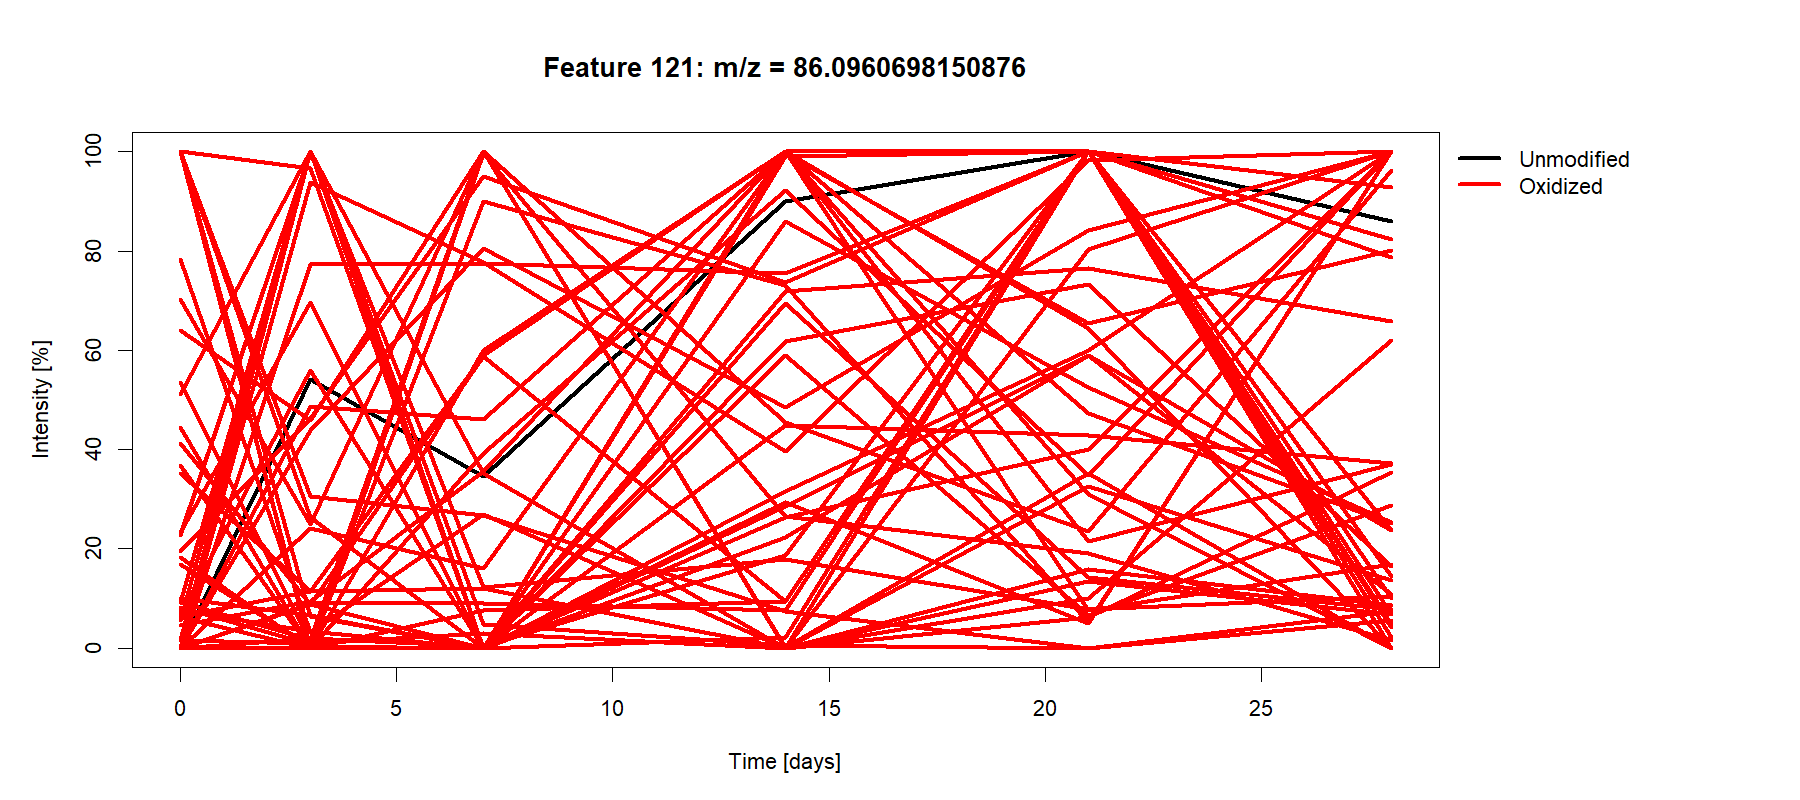 Feature 121: m/z = 86.0960698150876
Unmodified
Oxidized
Intensity [%]
100
80
60
40
20
0
0 5 10 15 20 25
Time [days]